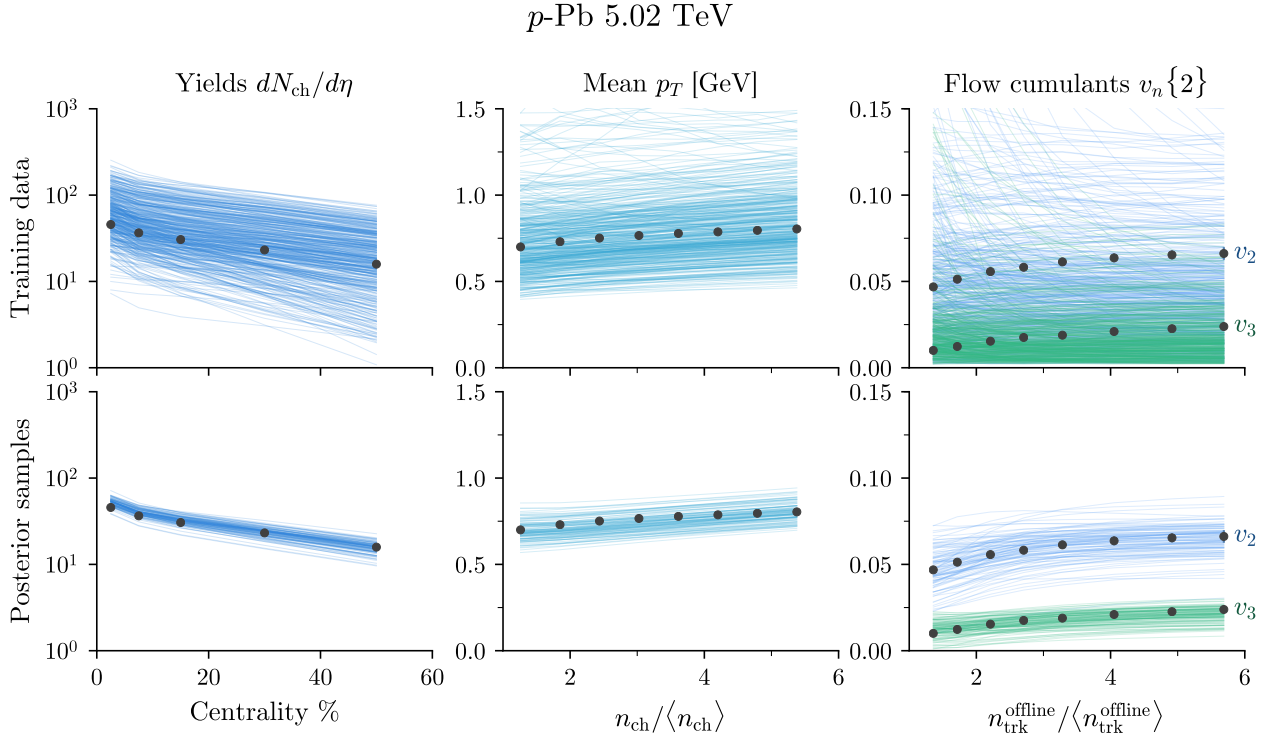 p-Pb 5.02 TeV
Yields dN_ch/dη
Mean p_T [GeV]
Flow cumulants v_n{2}
Training data
10^3
10^2
10^1
10^0
1.5
1.0
0.5
0.0
0.15
0.10
0.05
0.00
v_2
v_3
Posterior samples
10^3
10^2
10^1
10^0
0 20 40 60
Centrality %
1.5
1.0
0.5
0.0
2 4 6
n_ch/⟨n_ch⟩
0.15
0.10
0.05
0.00
v_2
v_3
2 4 6
n_trk^offline/⟨n_trk^offline⟩